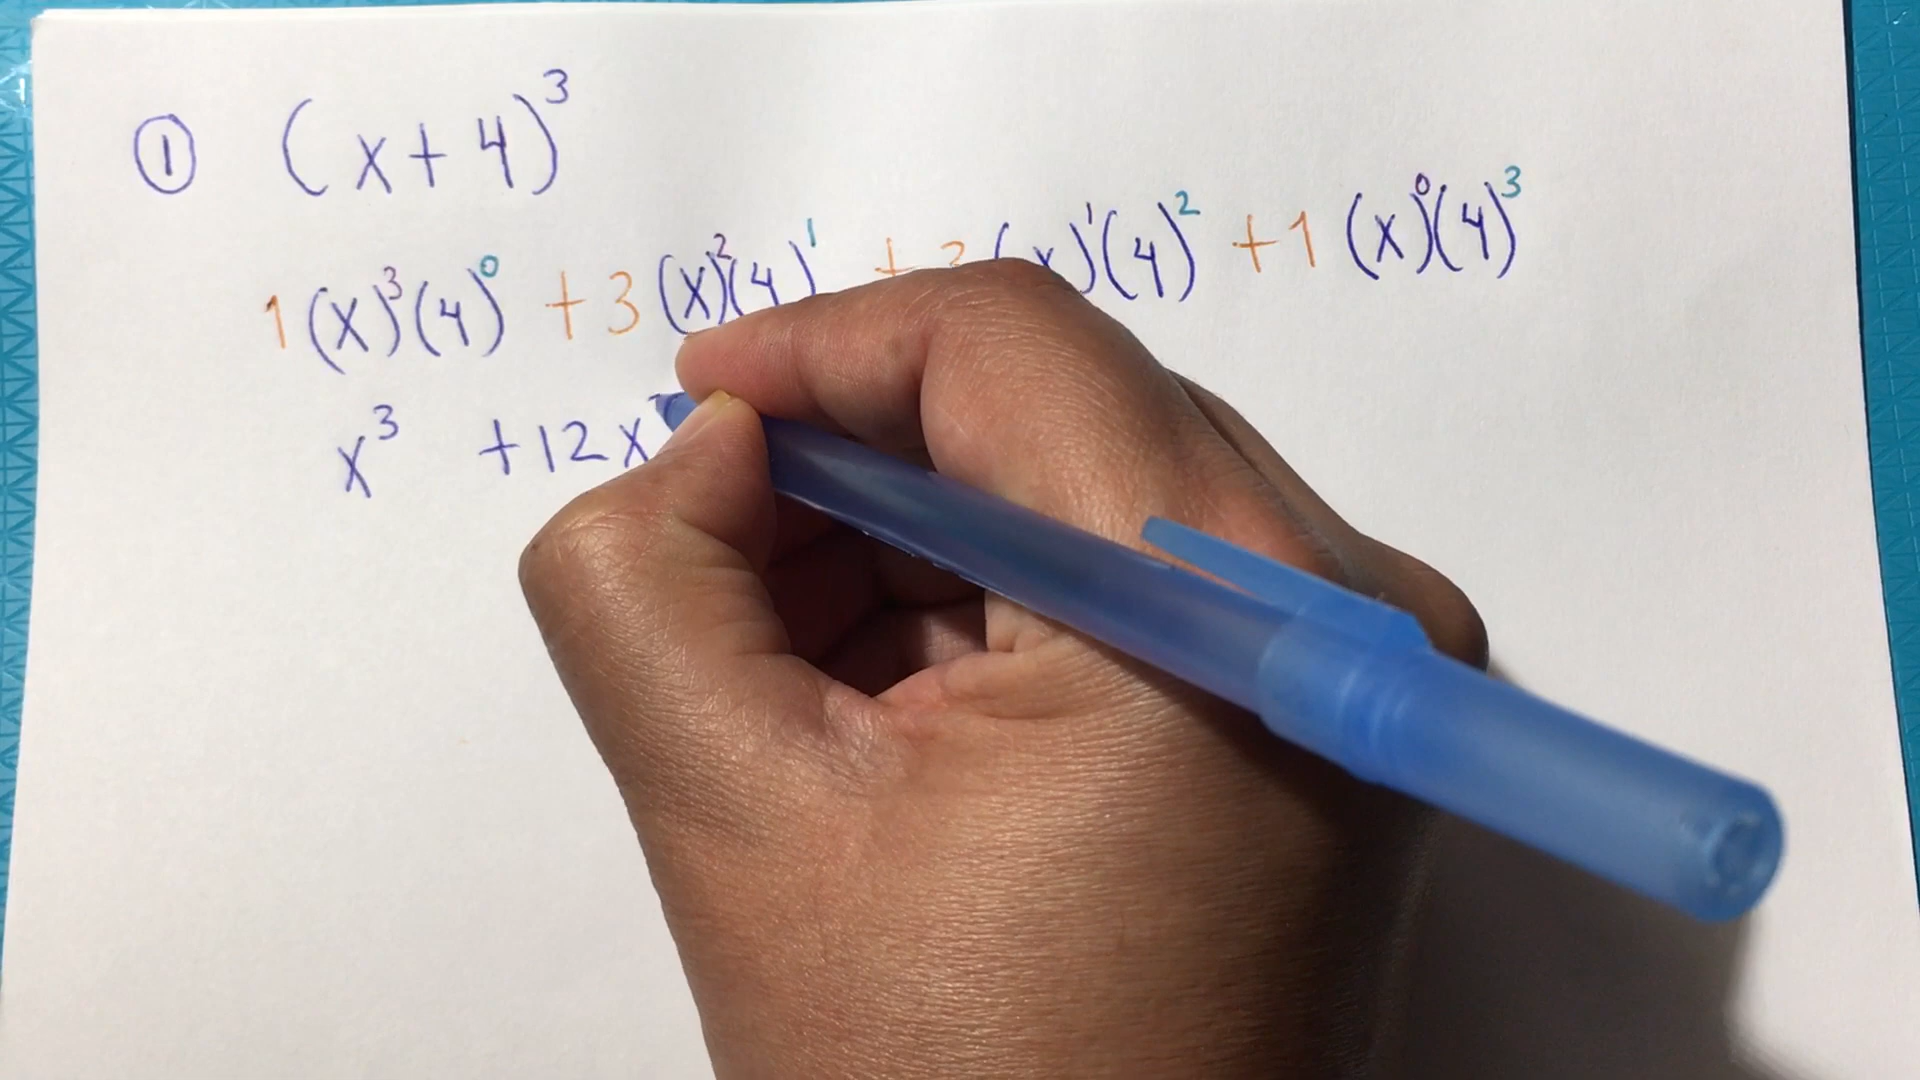 ① (x+4)³
1(x)³(4)⁰ +3(x)²(4)¹ + 3(x)¹(4)² +1(x)⁰(4)³
x³ +12x